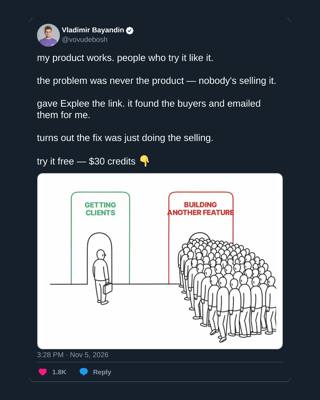 Vladimir Bayandin
@vovudebosh
my product works. people who try it like it.
the problem was never the product — nobody's selling it.
gave Explee the link. it found the buyers and emailed
them for me.
turns out the fix was just doing the selling.
try it free — $30 credits 👇
GETTING
CLIENTS
BUILDING
ANOTHER FEATURE
3:28 PM · Nov 5, 2026
1.8K
Reply